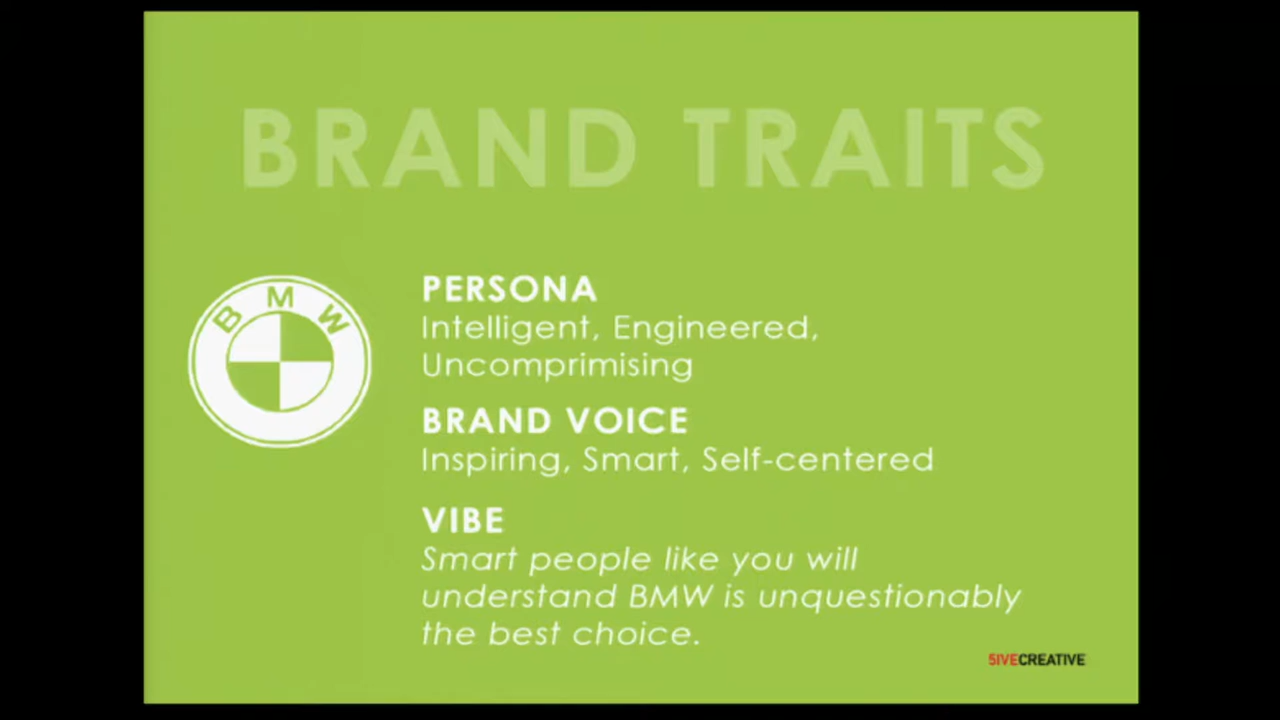 BRAND TRAITS
BMW
PERSONA
Intelligent, Engineered,
Uncomprimising
BRAND VOICE
Inspiring, Smart, Self-centered
VIBE
Smart people like you will
understand BMW is unquestionably
the best choice.
5IVECREATIVE